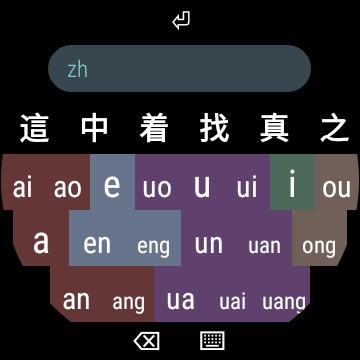 zh
這 中 着 找 真 之
ai ao e uo u ui i ou
a en eng un uan ong
an ang ua uai uang